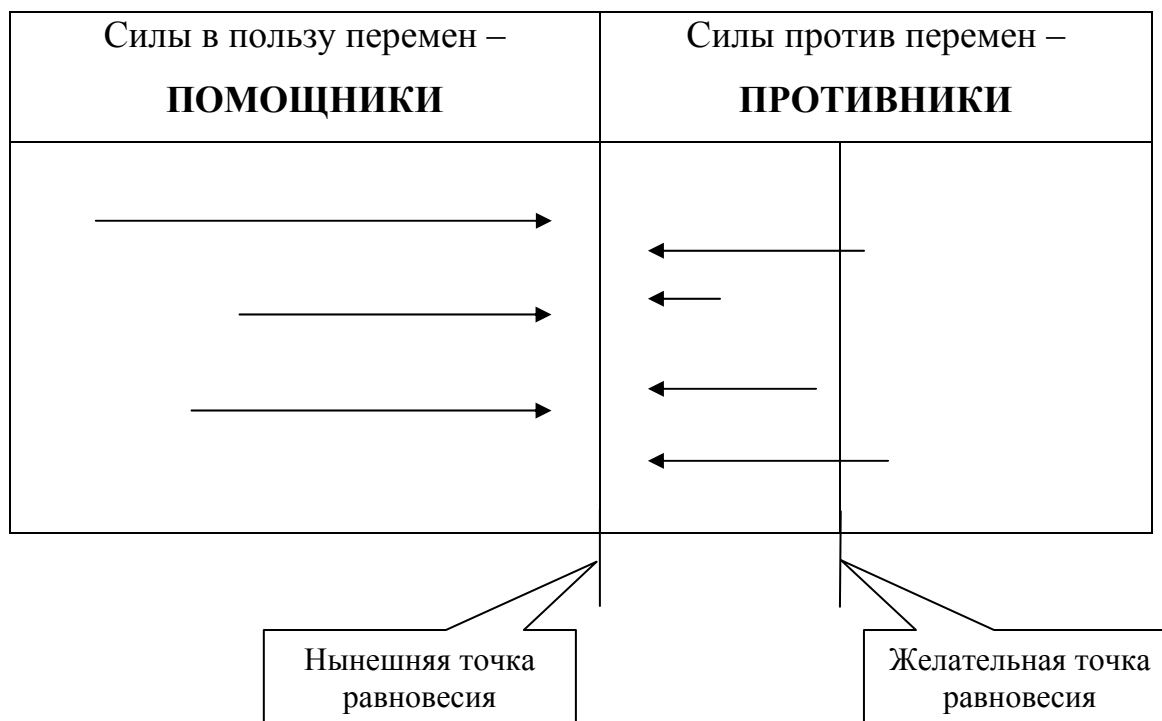 Силы в пользу перемен –
ПОМОЩНИКИ
Силы против перемен –
ПРОТИВНИКИ
Нынешняя точка
равновесия
Желательная точка
равновесия